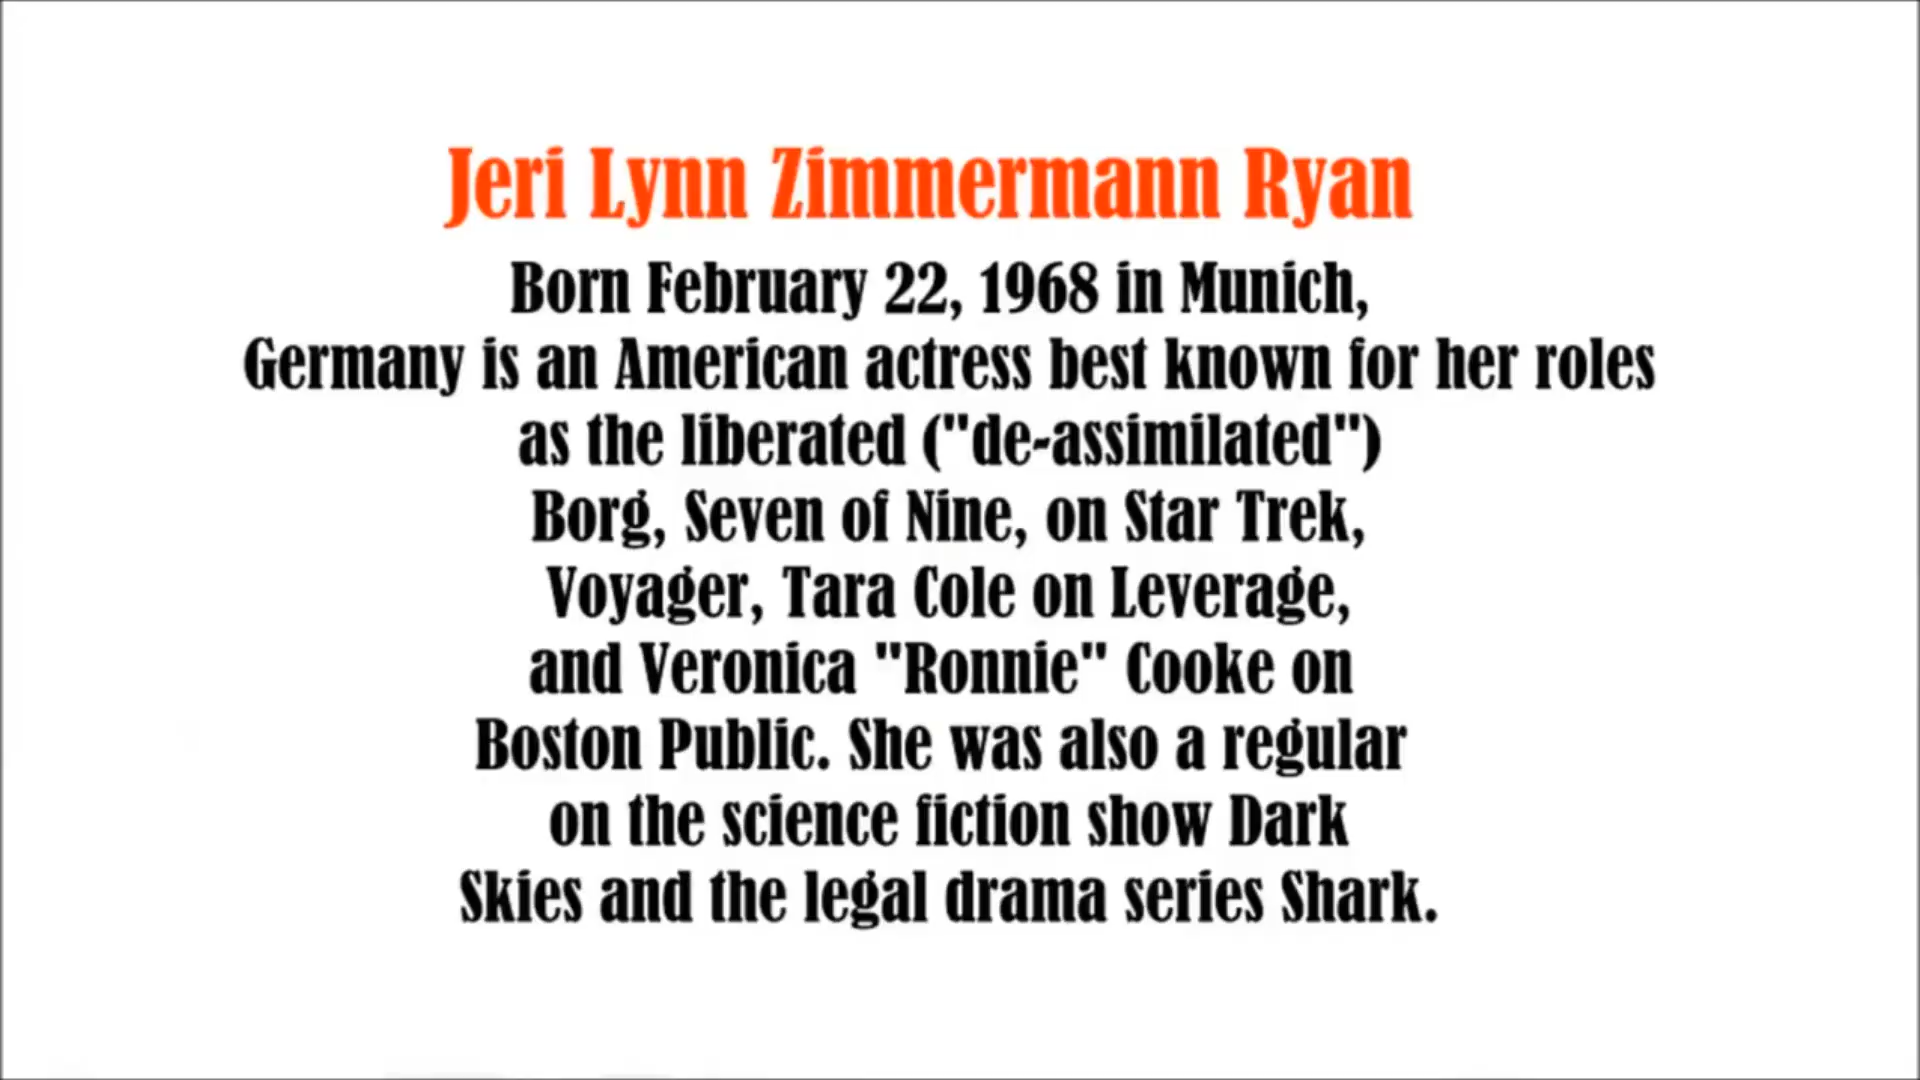 Jeri Lynn Zimmermann Ryan
Born February 22, 1968 in Munich,
Germany is an American actress best known for her roles
as the liberated ("de-assimilated")
Borg, Seven of Nine, on Star Trek,
Voyager, Tara Cole on Leverage,
and Veronica "Ronnie" Cooke on
Boston Public. She was also a regular
on the science fiction show Dark
Skies and the legal drama series Shark.